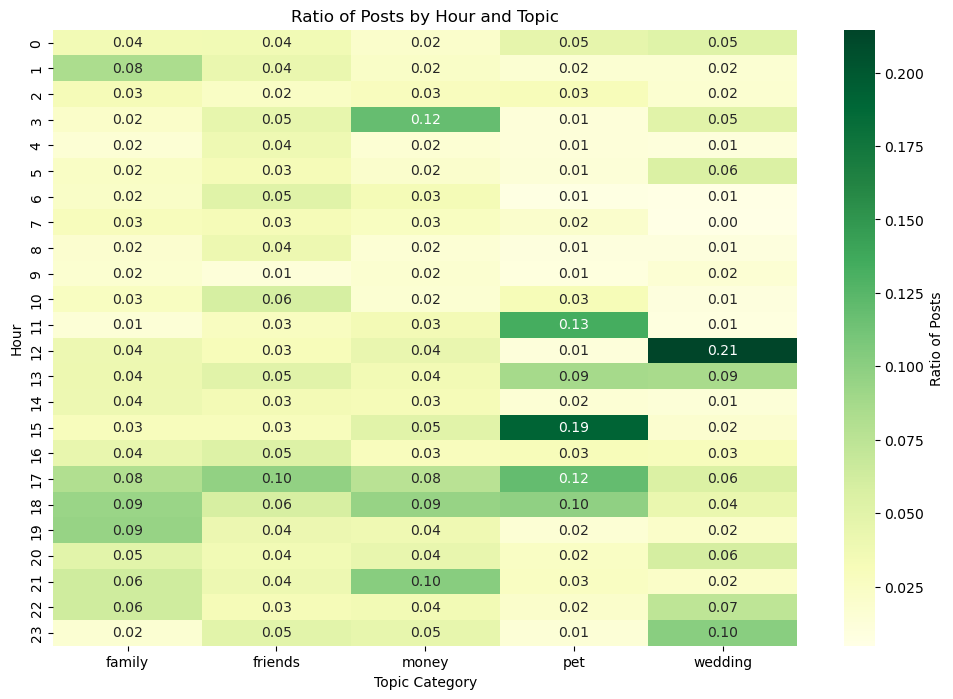 Ratio of Posts by Hour and Topic
0 0.04 0.04 0.02 0.05 0.05
1 0.08 0.04 0.02 0.02 0.02
2 0.03 0.02 0.03 0.03 0.02
3 0.02 0.05 0.12 0.01 0.05
4 0.02 0.04 0.02 0.01 0.01
5 0.02 0.03 0.02 0.01 0.06
6 0.02 0.05 0.03 0.01 0.01
7 0.03 0.03 0.03 0.02 0.00
8 0.02 0.04 0.02 0.01 0.01
9 0.02 0.01 0.02 0.01 0.02
10 0.03 0.06 0.02 0.03 0.01
11 0.01 0.03 0.03 0.13 0.01
12 0.04 0.03 0.04 0.01 0.21
13 0.04 0.05 0.04 0.09 0.09
14 0.04 0.03 0.03 0.02 0.01
15 0.03 0.03 0.05 0.19 0.02
16 0.04 0.05 0.03 0.03 0.03
17 0.08 0.10 0.08 0.12 0.06
18 0.09 0.06 0.09 0.10 0.04
19 0.09 0.04 0.04 0.02 0.02
20 0.05 0.04 0.04 0.02 0.06
21 0.06 0.04 0.10 0.03 0.02
22 0.06 0.03 0.04 0.02 0.07
23 0.02 0.05 0.05 0.01 0.10
Hour
family friends money pet wedding
Topic Category
0.200
0.175
0.150
0.125
0.100
0.075
0.050
0.025
Ratio of Posts